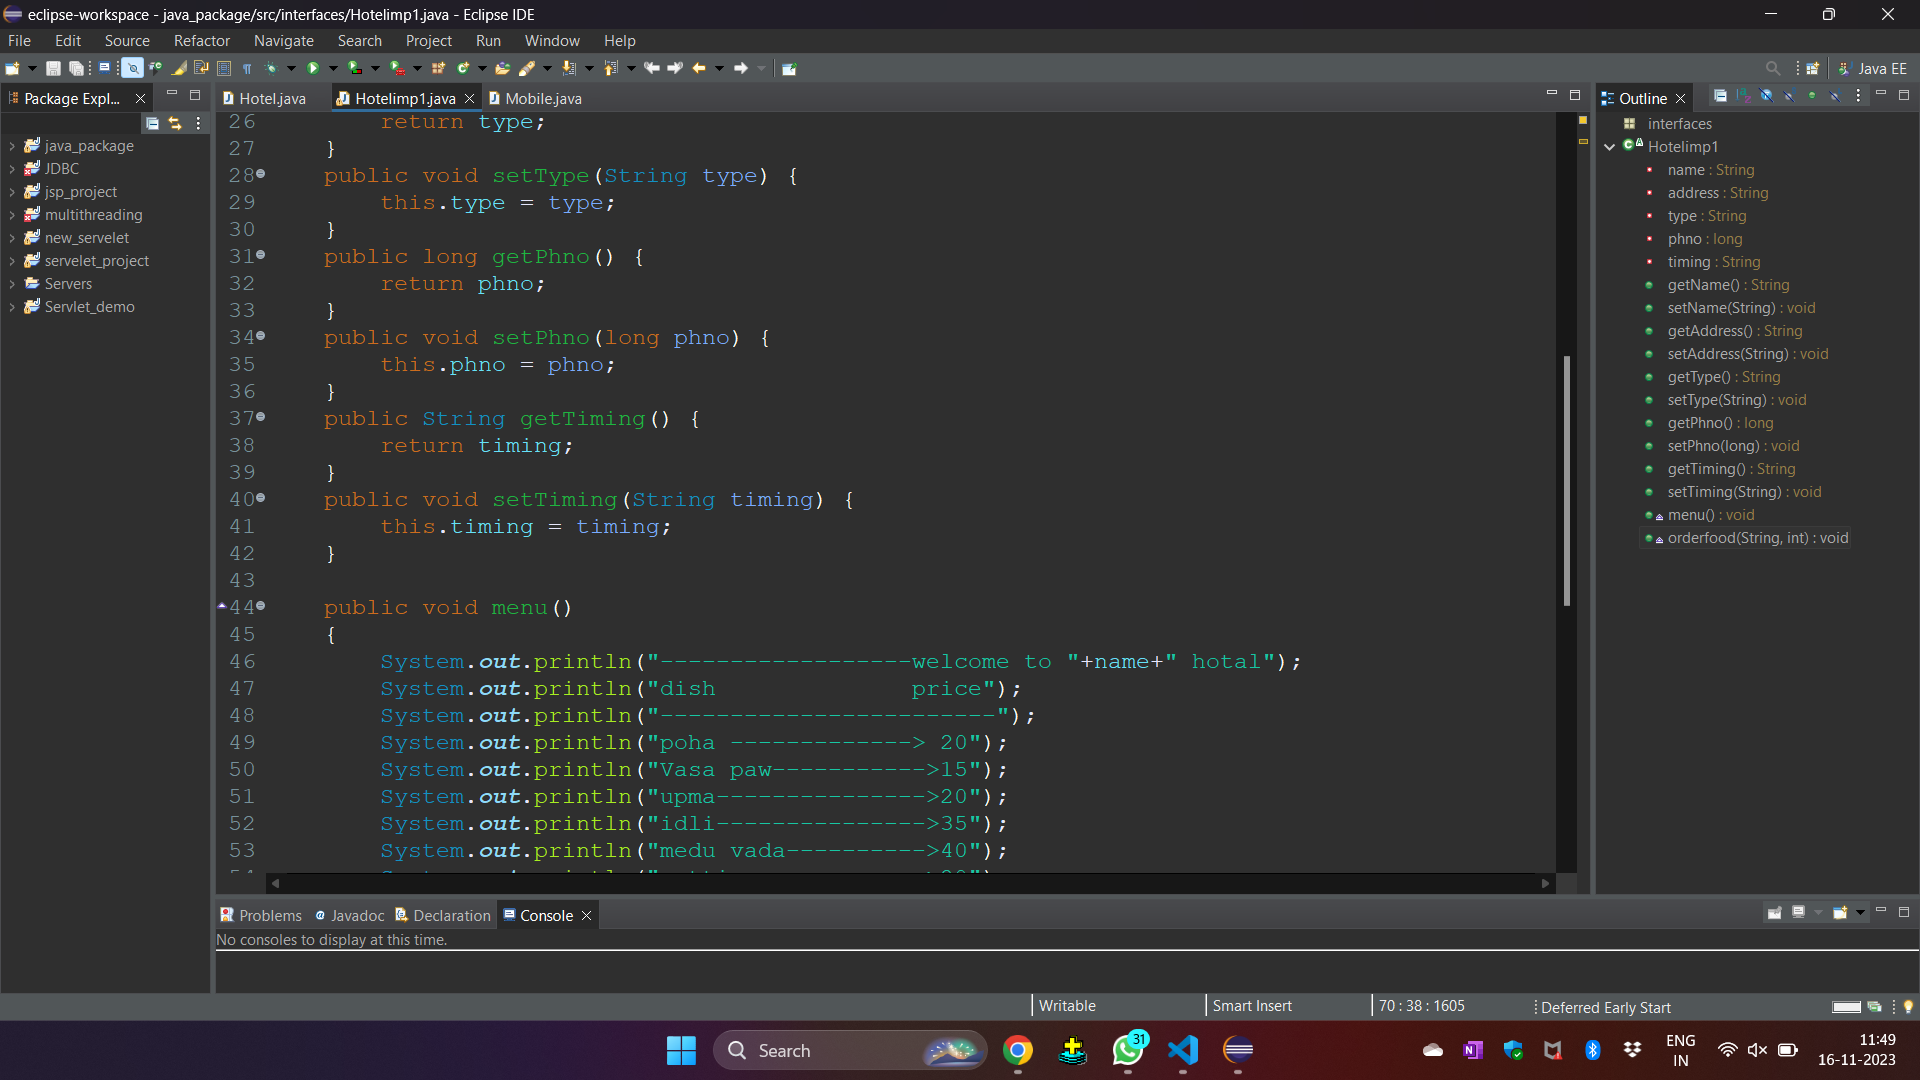 eclipse-workspace - java_package/src/interfaces/Hotelimp1.java - Eclipse IDE
File Edit Source Refactor Navigate Search Project Run Window Help
Java EE
Package Expl...
java_package
JDBC
jsp_project
multithreading
new_servelet
servelet_project
Servers
Servlet_demo
Hotel.java Hotelimp1.java Mobile.java
26 return type;
27 }
28 public void setType(String type) {
29 this.type = type;
30 }
31 public long getPhno() {
32 return phno;
33 }
34 public void setPhno(long phno) {
35 this.phno = phno;
36 }
37 public String getTiming() {
38 return timing;
39 }
40 public void setTiming(String timing) {
41 this.timing = timing;
42 }
43
44 public void menu()
45 {
46 System.out.println("------------------welcome to "+name+" hotal");
47 System.out.println("dish              price");
48 System.out.println("------------------------");
49 System.out.println("poha -------------> 20");
50 System.out.println("Vasa paw----------->15");
51 System.out.println("upma--------------->20");
52 System.out.println("idli--------------->35");
53 System.out.println("medu vada---------->40");
Outline
interfaces
Hotelimp1
name : String
address : String
type : String
phno : long
timing : String
getName() : String
setName(String) : void
getAddress() : String
setAddress(String) : void
getType() : String
setType(String) : void
getPhno() : long
setPhno(long) : void
getTiming() : String
setTiming(String) : void
menu() : void
orderfood(String, int) : void
Problems Javadoc Declaration Console
No consoles to display at this time.
Writable Smart Insert 70 : 38 : 1605 Deferred Early Start
Search
31
ENG
IN
11:49
16-11-2023